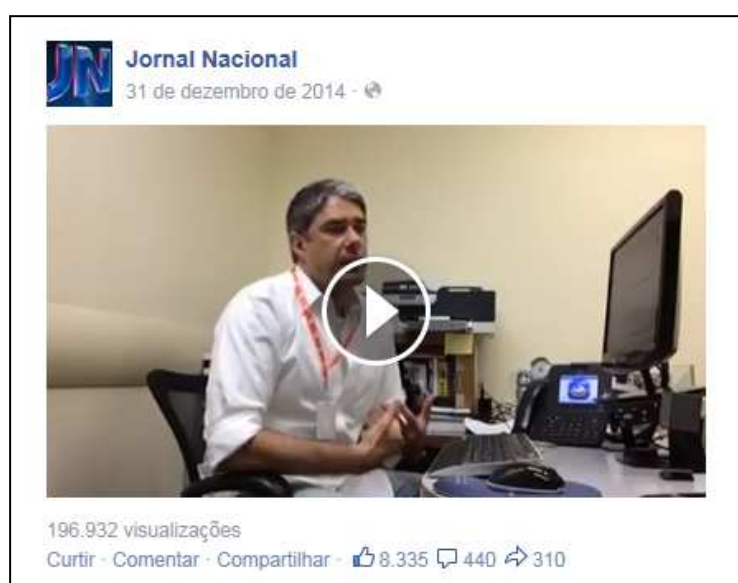 JN
Jornal Nacional
31 de dezembro de 2014 ·
196.932 visualizações
Curtir · Comentar · Compartilhar · 8.335 440 310